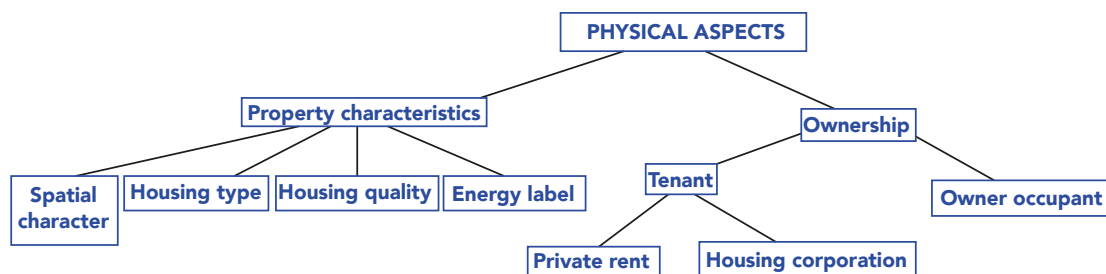 PHYSICAL ASPECTS
Property characteristics
Ownership
Spatial
character
Housing type
Housing quality
Energy label
Tenant
Owner occupant
Private rent
Housing corporation